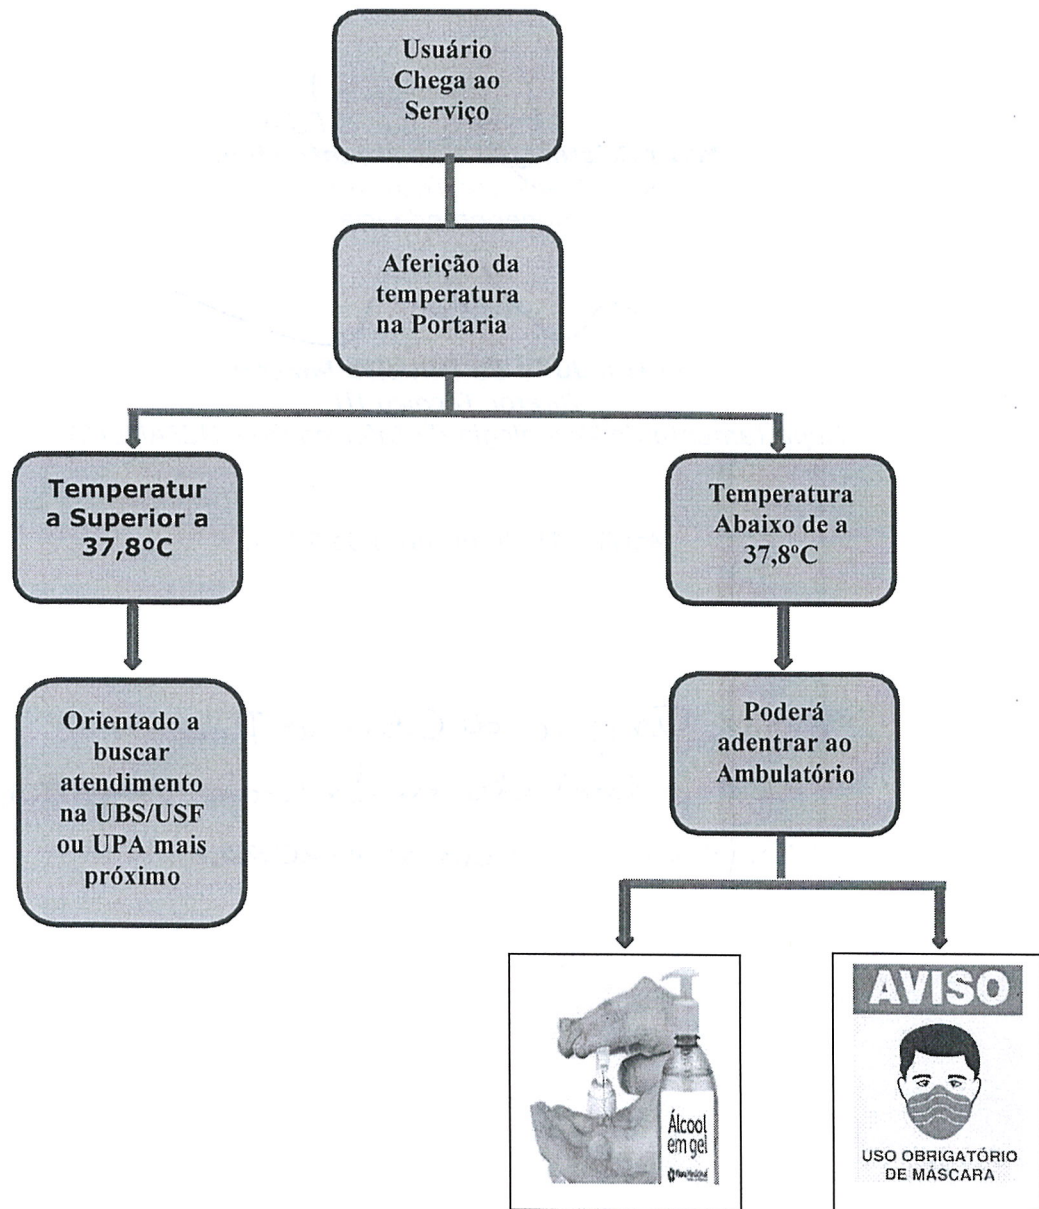 Usuário
Chega ao
Serviço
Aferição da
temperatura
na Portaria
Temperatur
a Superior a
37,8ºC
Temperatura
Abaixo de a
37,8ºC
Orientado a
buscar
atendimento
na UBS/USF
ou UPA mais
próximo
Poderá
adentrar ao
Ambulatório
Álcool
em gel
AVISO
USO OBRIGATÓRIO
DE MÁSCARA